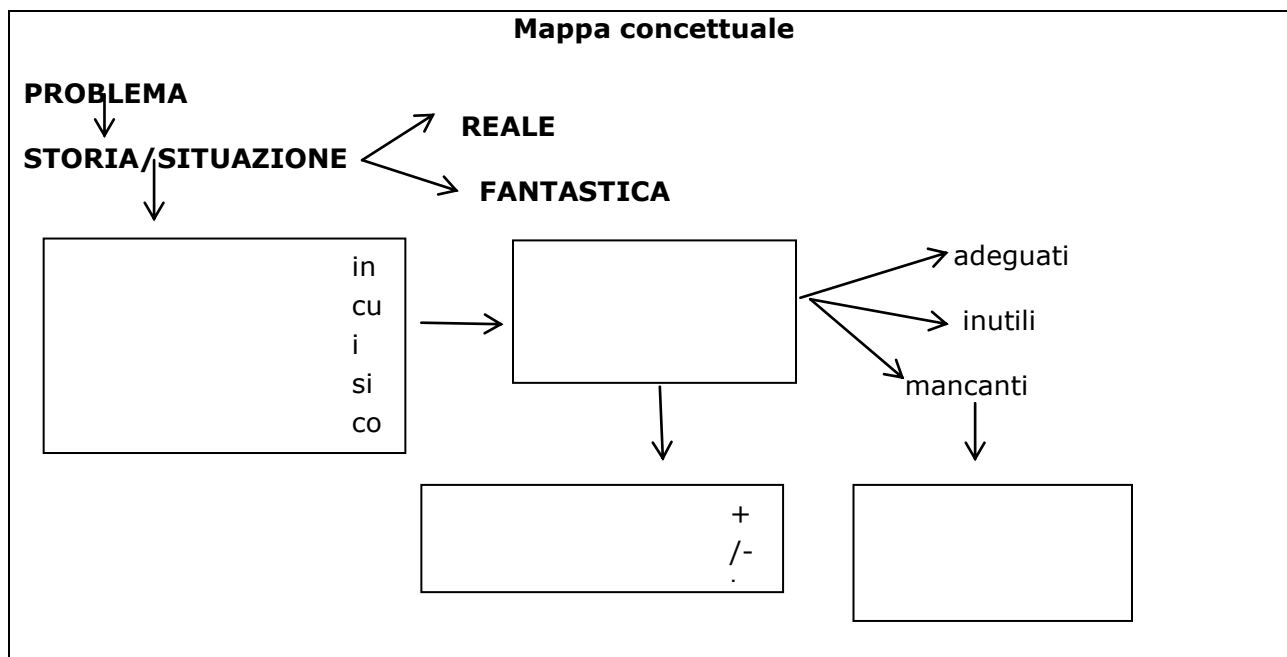 Mappa concettuale
PROBLEMA
REALE
STORIA/SITUAZIONE
FANTASTICA
in
cu
i
si
co
adeguati
inutili
mancanti
+
/-